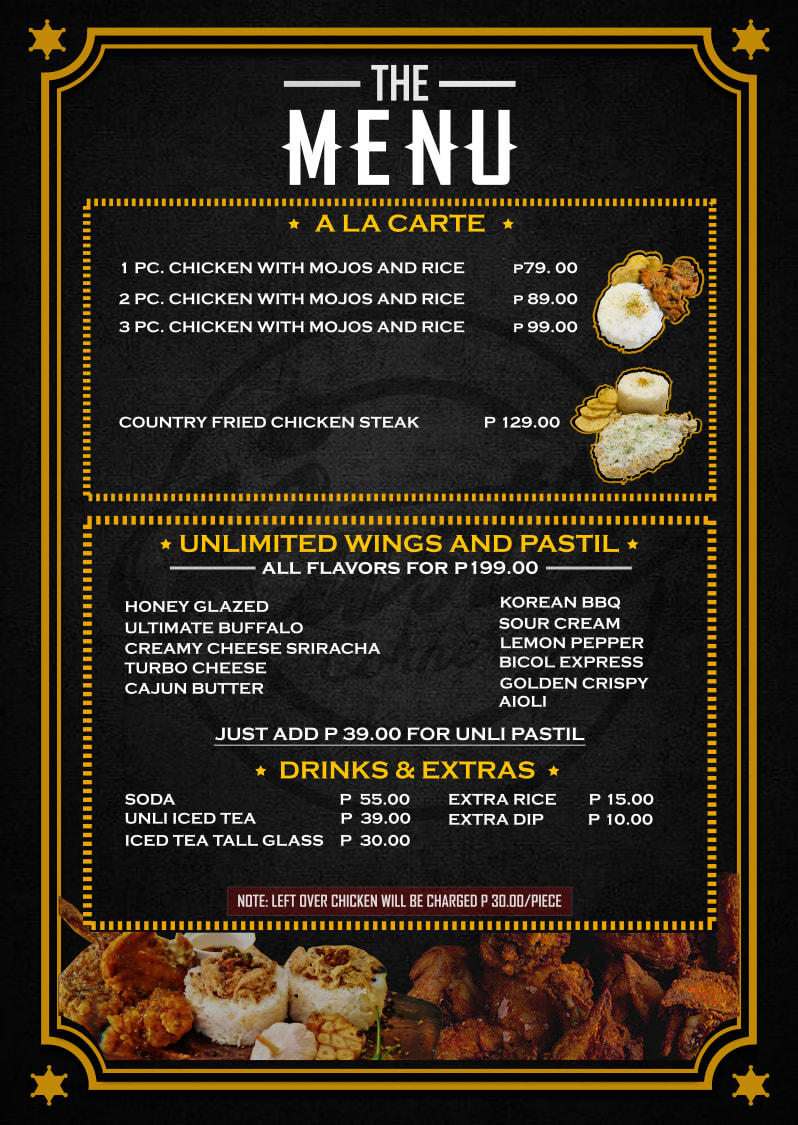 THE
MENU
A LA CARTE
1 PC. CHICKEN WITH MOJOS AND RICE P79. 00
2 PC. CHICKEN WITH MOJOS AND RICE P 89.00
3 PC. CHICKEN WITH MOJOS AND RICE P 99.00
COUNTRY FRIED CHICKEN STEAK P 129.00
UNLIMITED WINGS AND PASTIL
ALL FLAVORS FOR P199.00
HONEY GLAZED
ULTIMATE BUFFALO
CREAMY CHEESE SRIRACHA
TURBO CHEESE
CAJUN BUTTER
KOREAN BBQ
SOUR CREAM
LEMON PEPPER
BICOL EXPRESS
GOLDEN CRISPY
AIOLI
JUST ADD P 39.00 FOR UNLI PASTIL
DRINKS & EXTRAS
SODA P 55.00
UNLI ICED TEA P 39.00
ICED TEA TALL GLASS P 30.00
EXTRA RICE P 15.00
EXTRA DIP P 10.00
NOTE: LEFT OVER CHICKEN WILL BE CHARGED P 30.00/PIECE